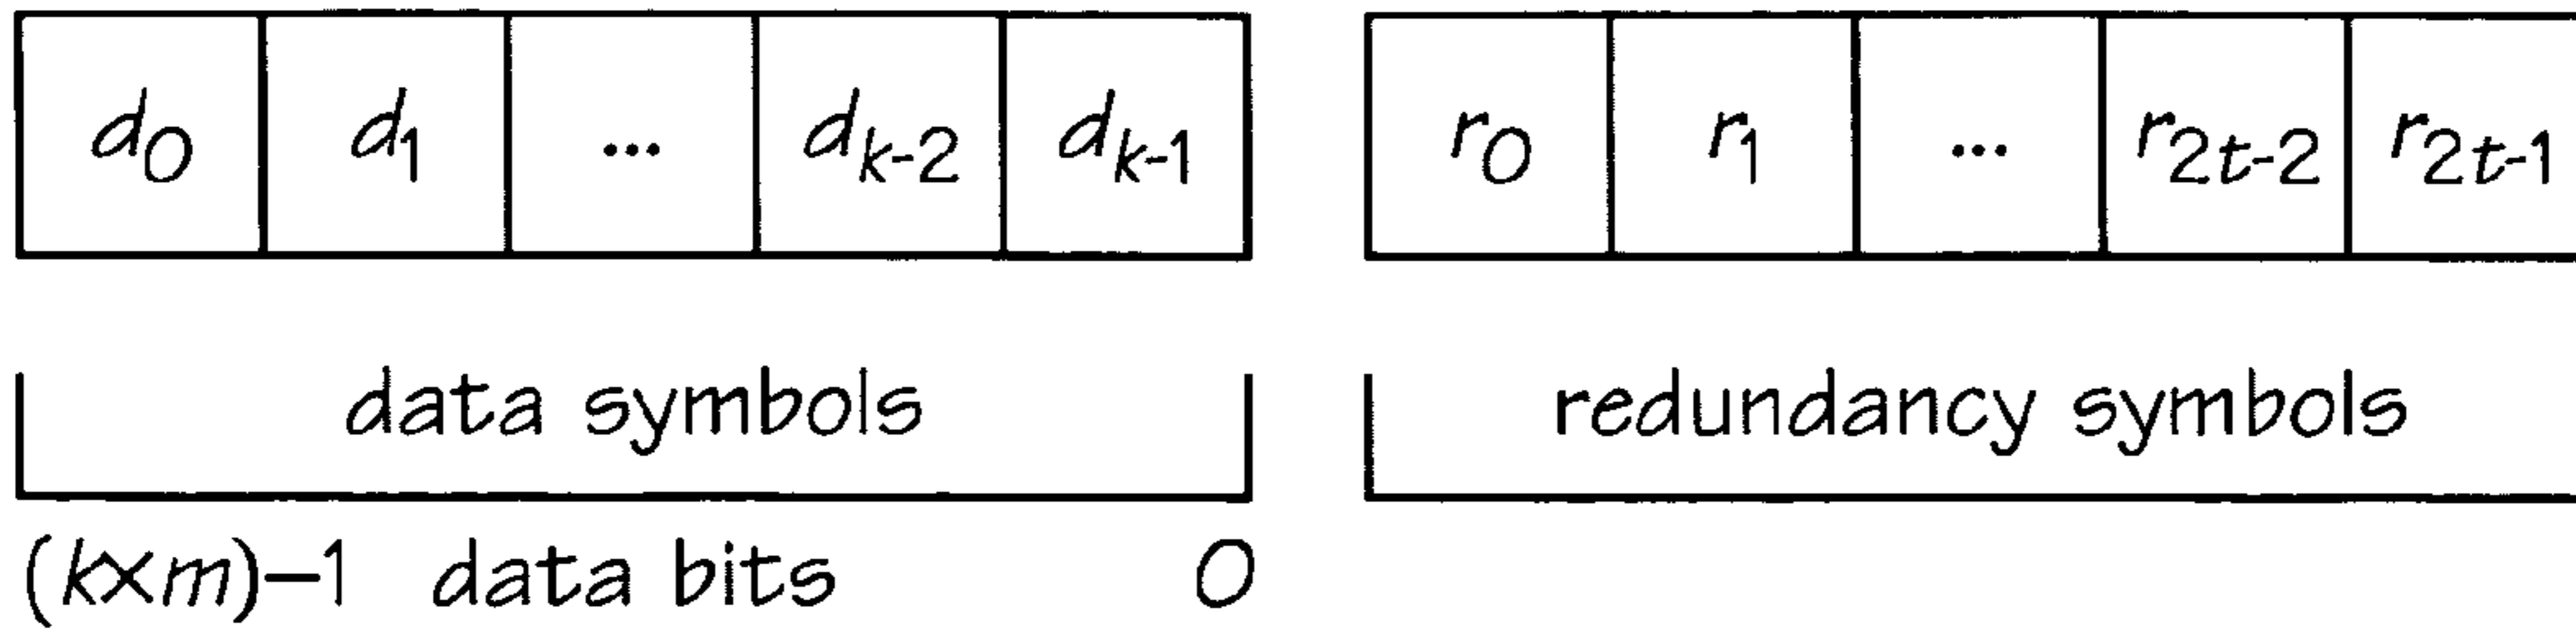 d0 d1 ... dk-2 dk-1 r0 r1 ... r2t-2 r2t-1
data symbols redundancy symbols
(k×m)–1 data bits 0